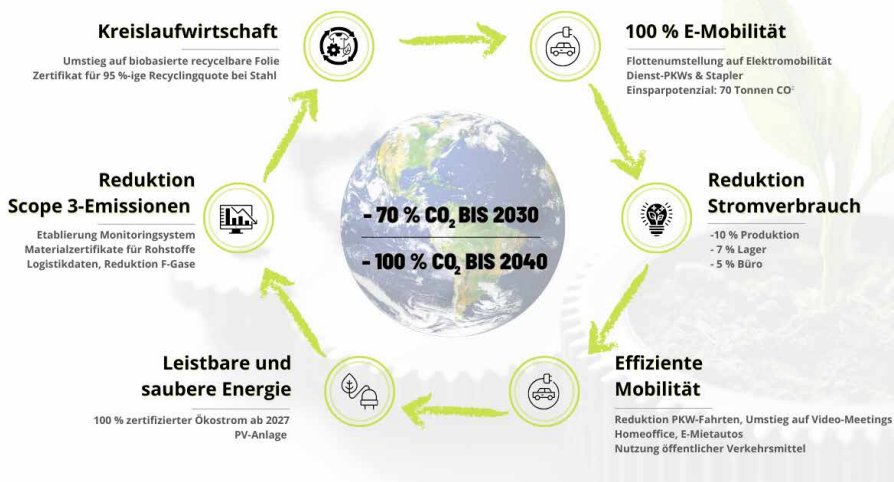 Kreislaufwirtschaft
Umstieg auf biobasierte recycelbare Folie
Zertifikat für 95 %-ige Recyclingquote bei Stahl
100 % E-Mobilität
Flottenumstellung auf Elektromobilität
Dienst-PKWs & Stapler
Einsparpotenzial: 70 Tonnen CO²
Reduktion
Scope 3-Emissionen
Etablierung Monitoringsystem
Materialzertifikate für Rohstoffe
Logistikdaten, Reduktion F-Gase
- 70 % CO₂ BIS 2030
- 100 % CO₂ BIS 2040
Reduktion
Stromverbrauch
-10 % Produktion
- 7 % Lager
- 5 % Büro
Leistbare und
saubere Energie
100 % zertifizierter Ökostrom ab 2027
PV-Anlage
Effiziente
Mobilität
Reduktion PKW-Fahrten, Umstieg auf Video-Meetings
Homeoffice, E-Mietautos
Nutzung öffentlicher Verkehrsmittel